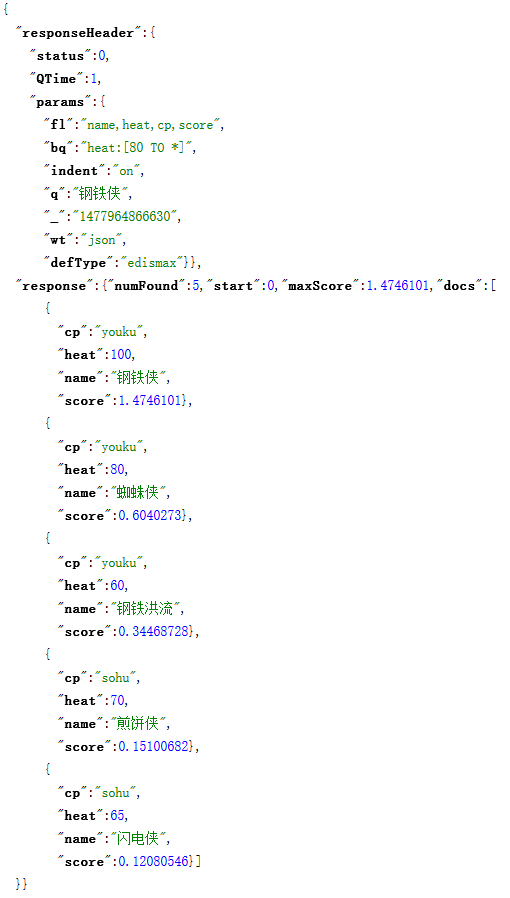 {
  "responseHeader":{
    "status":0,
    "QTime":1,
    "params":{
      "fl":"name,heat,cp,score",
      "bq":"heat:[80 TO *]",
      "indent":"on",
      "q":"钢铁侠",
      "_":"1477964866630",
      "wt":"json",
      "defType":"edismax"}},
  "response":{"numFound":5,"start":0,"maxScore":1.4746101,"docs":[
      {
        "cp":"youku",
        "heat":100,
        "name":"钢铁侠",
        "score":1.4746101},
      {
        "cp":"youku",
        "heat":80,
        "name":"蜘蛛侠",
        "score":0.6040273},
      {
        "cp":"youku",
        "heat":60,
        "name":"钢铁洪流",
        "score":0.34468728},
      {
        "cp":"sohu",
        "heat":70,
        "name":"煎饼侠",
        "score":0.15100682},
      {
        "cp":"sohu",
        "heat":65,
        "name":"闪电侠",
        "score":0.12080546}]
  }}